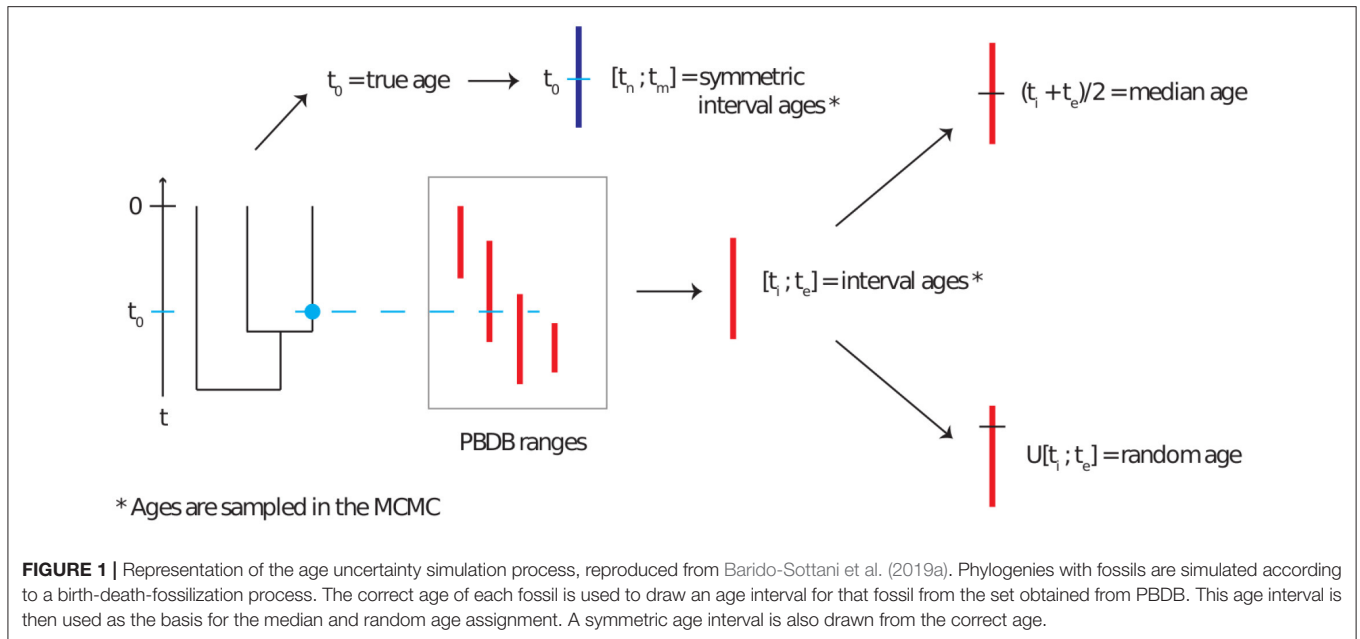 t₀ = true age
t₀
[tₙ ; tₘ] = symmetric
interval ages *
(tᵢ + tₑ)/2 = median age
0
t₀
t
PBDB ranges
[tᵢ ; tₑ] = interval ages *
U[tᵢ ; tₑ] = random age
* Ages are sampled in the MCMC
FIGURE 1 | Representation of the age uncertainty simulation process, reproduced from Barido-Sottani et al. (2019a). Phylogenies with fossils are simulated according
to a birth-death-fossilization process. The correct age of each fossil is used to draw an age interval for that fossil from the set obtained from PBDB. This age interval is
then used as the basis for the median and random age assignment. A symmetric age interval is also drawn from the correct age.